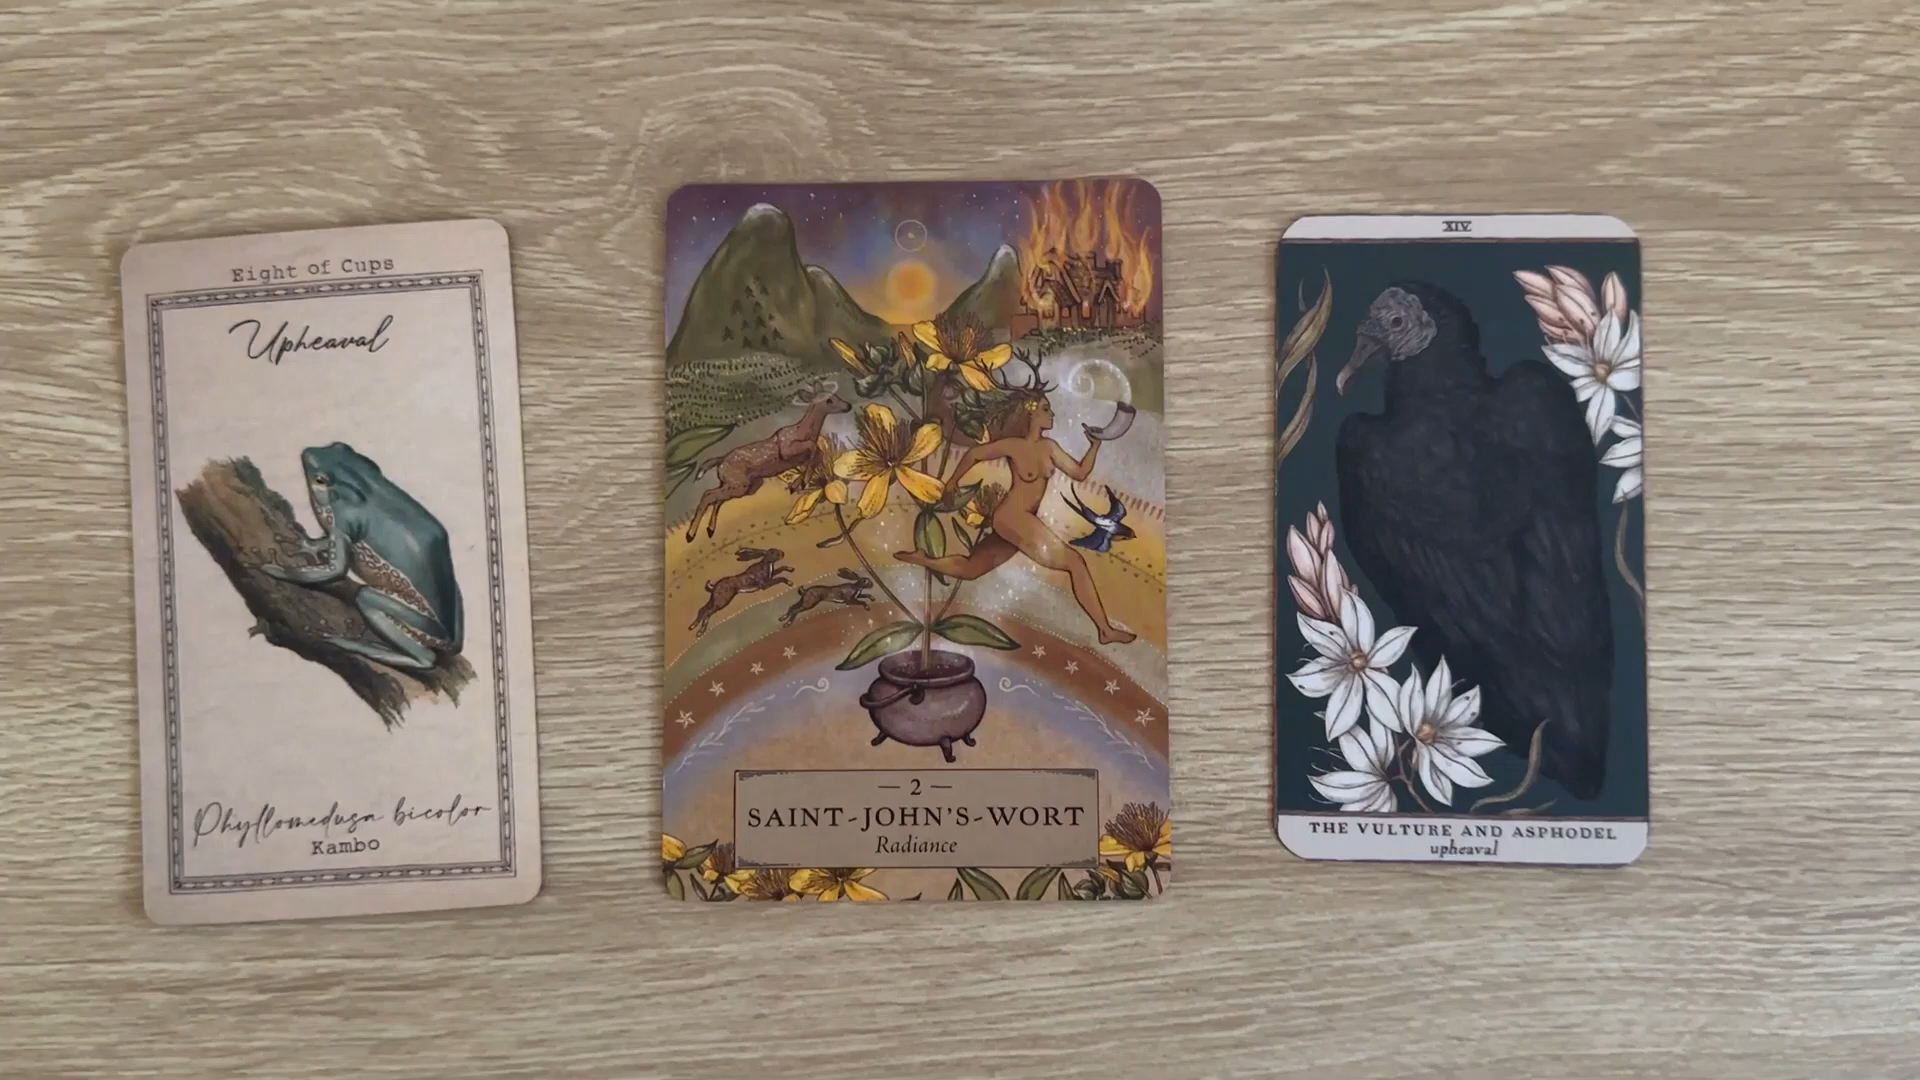 Eight of Cups
Upheaval
Phyllomedusa bicolor
Kambo
— 2 —
SAINT-JOHN'S-WORT
Radiance
XIV
THE VULTURE AND ASPHODEL
upheaval